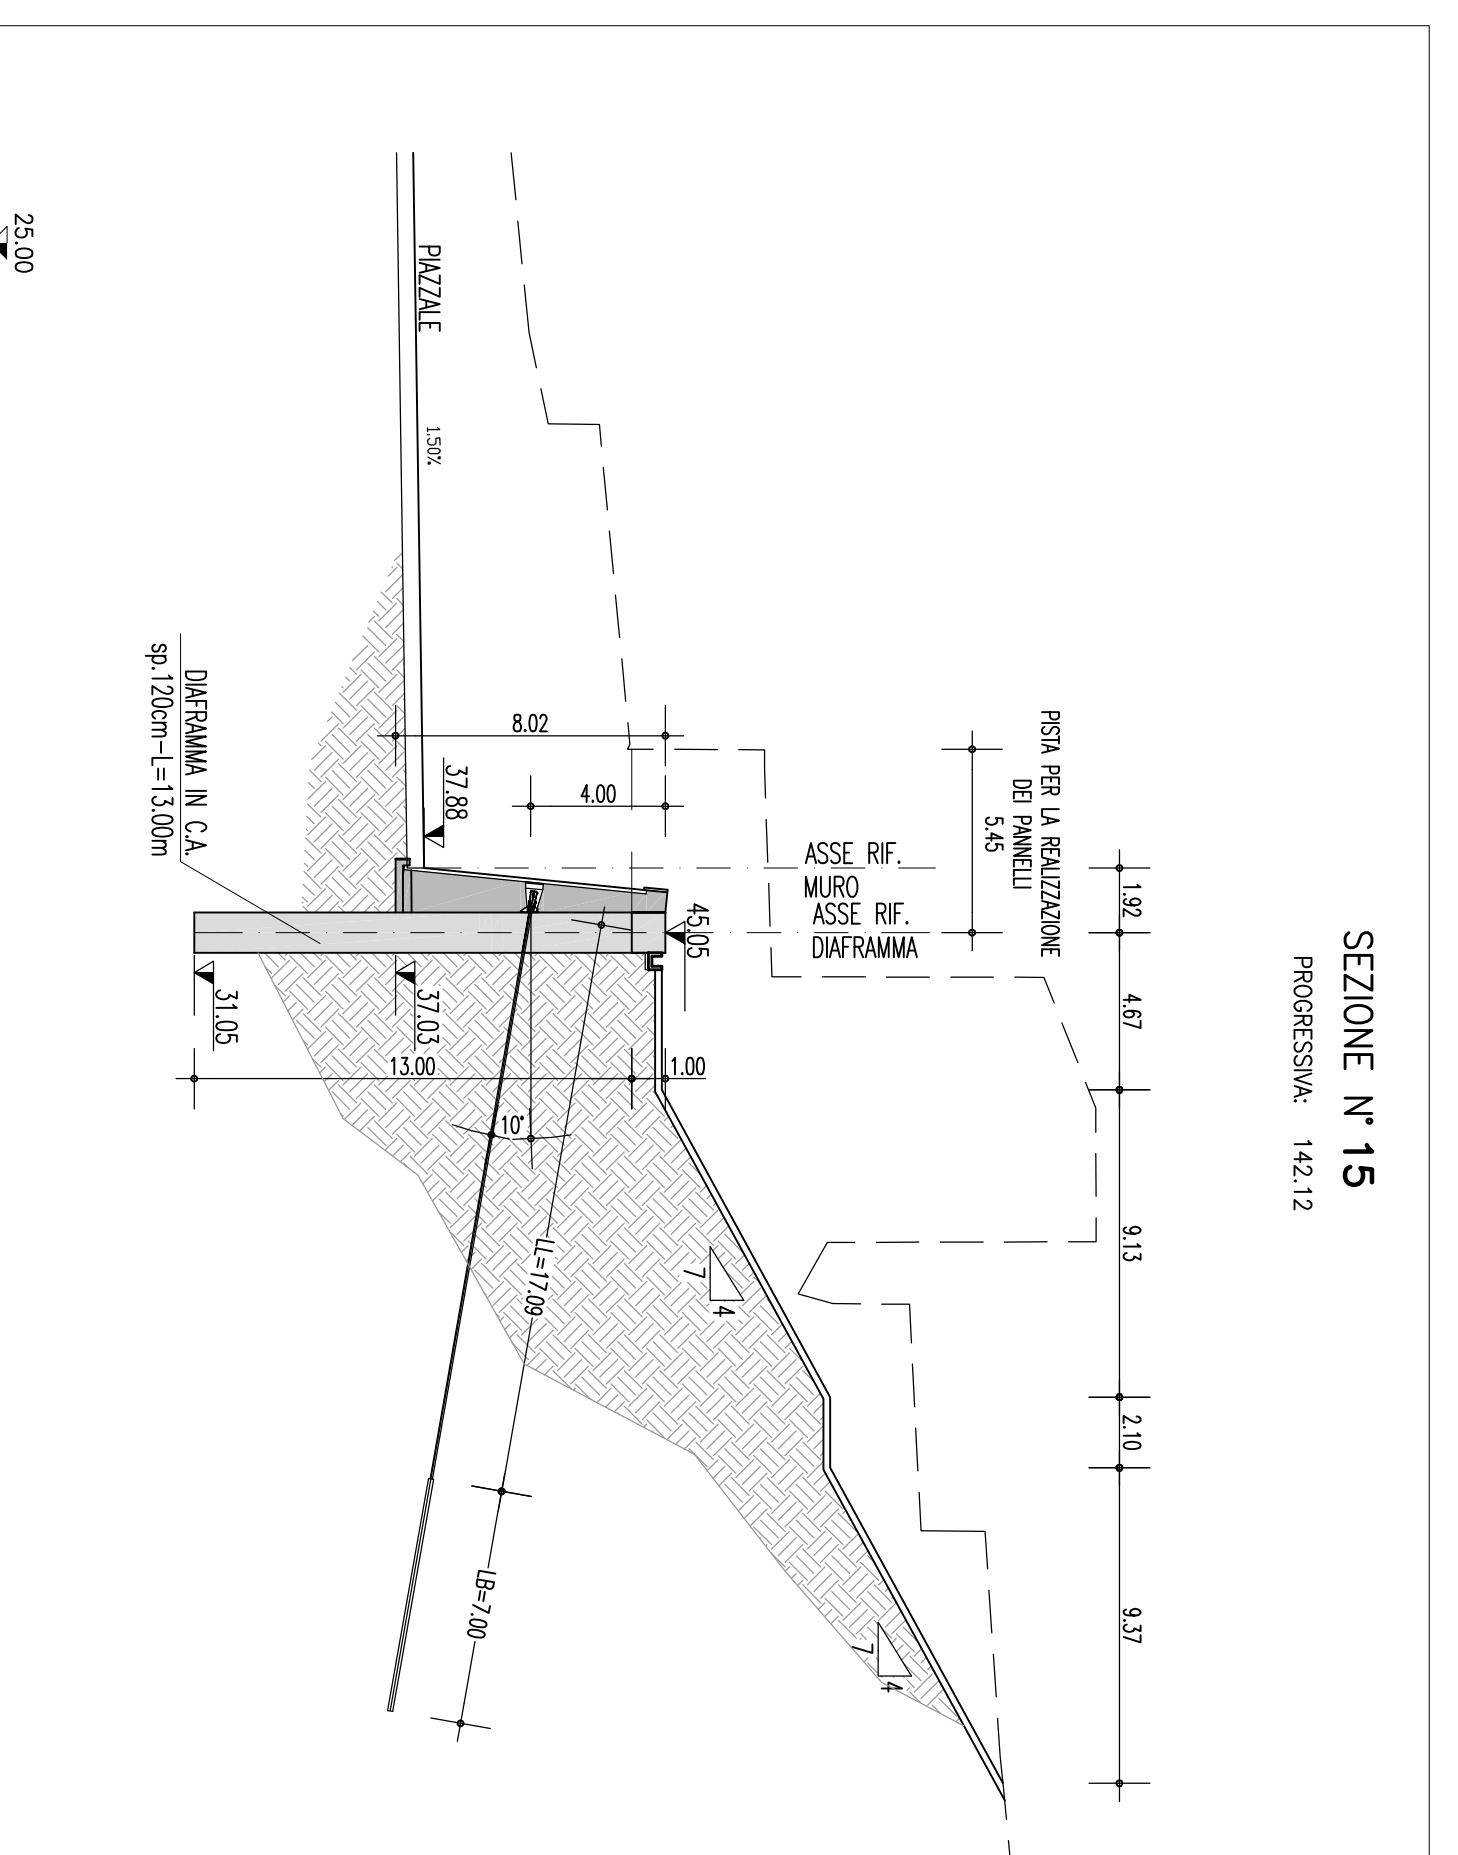 SEZIONE N° 15
PROGRESSIVA: 142.12
1.92
4.67
9.13
2.10
9.37
PISTA PER LA REALIZZAZIONE
DEI PANNELLI
5.45
ASSE RIF.
MURO
ASSE RIF.
DIAFRAMMA
45.05
1.00
4
7
4
7
8.02
4.00
LL=17.09
LB=7.00
10°
PIAZZALE
1.50%
37.88
37.03
13.00
31.05
DIAFRAMMA IN C.A.
sp.120cm-L=13.00m
25.00